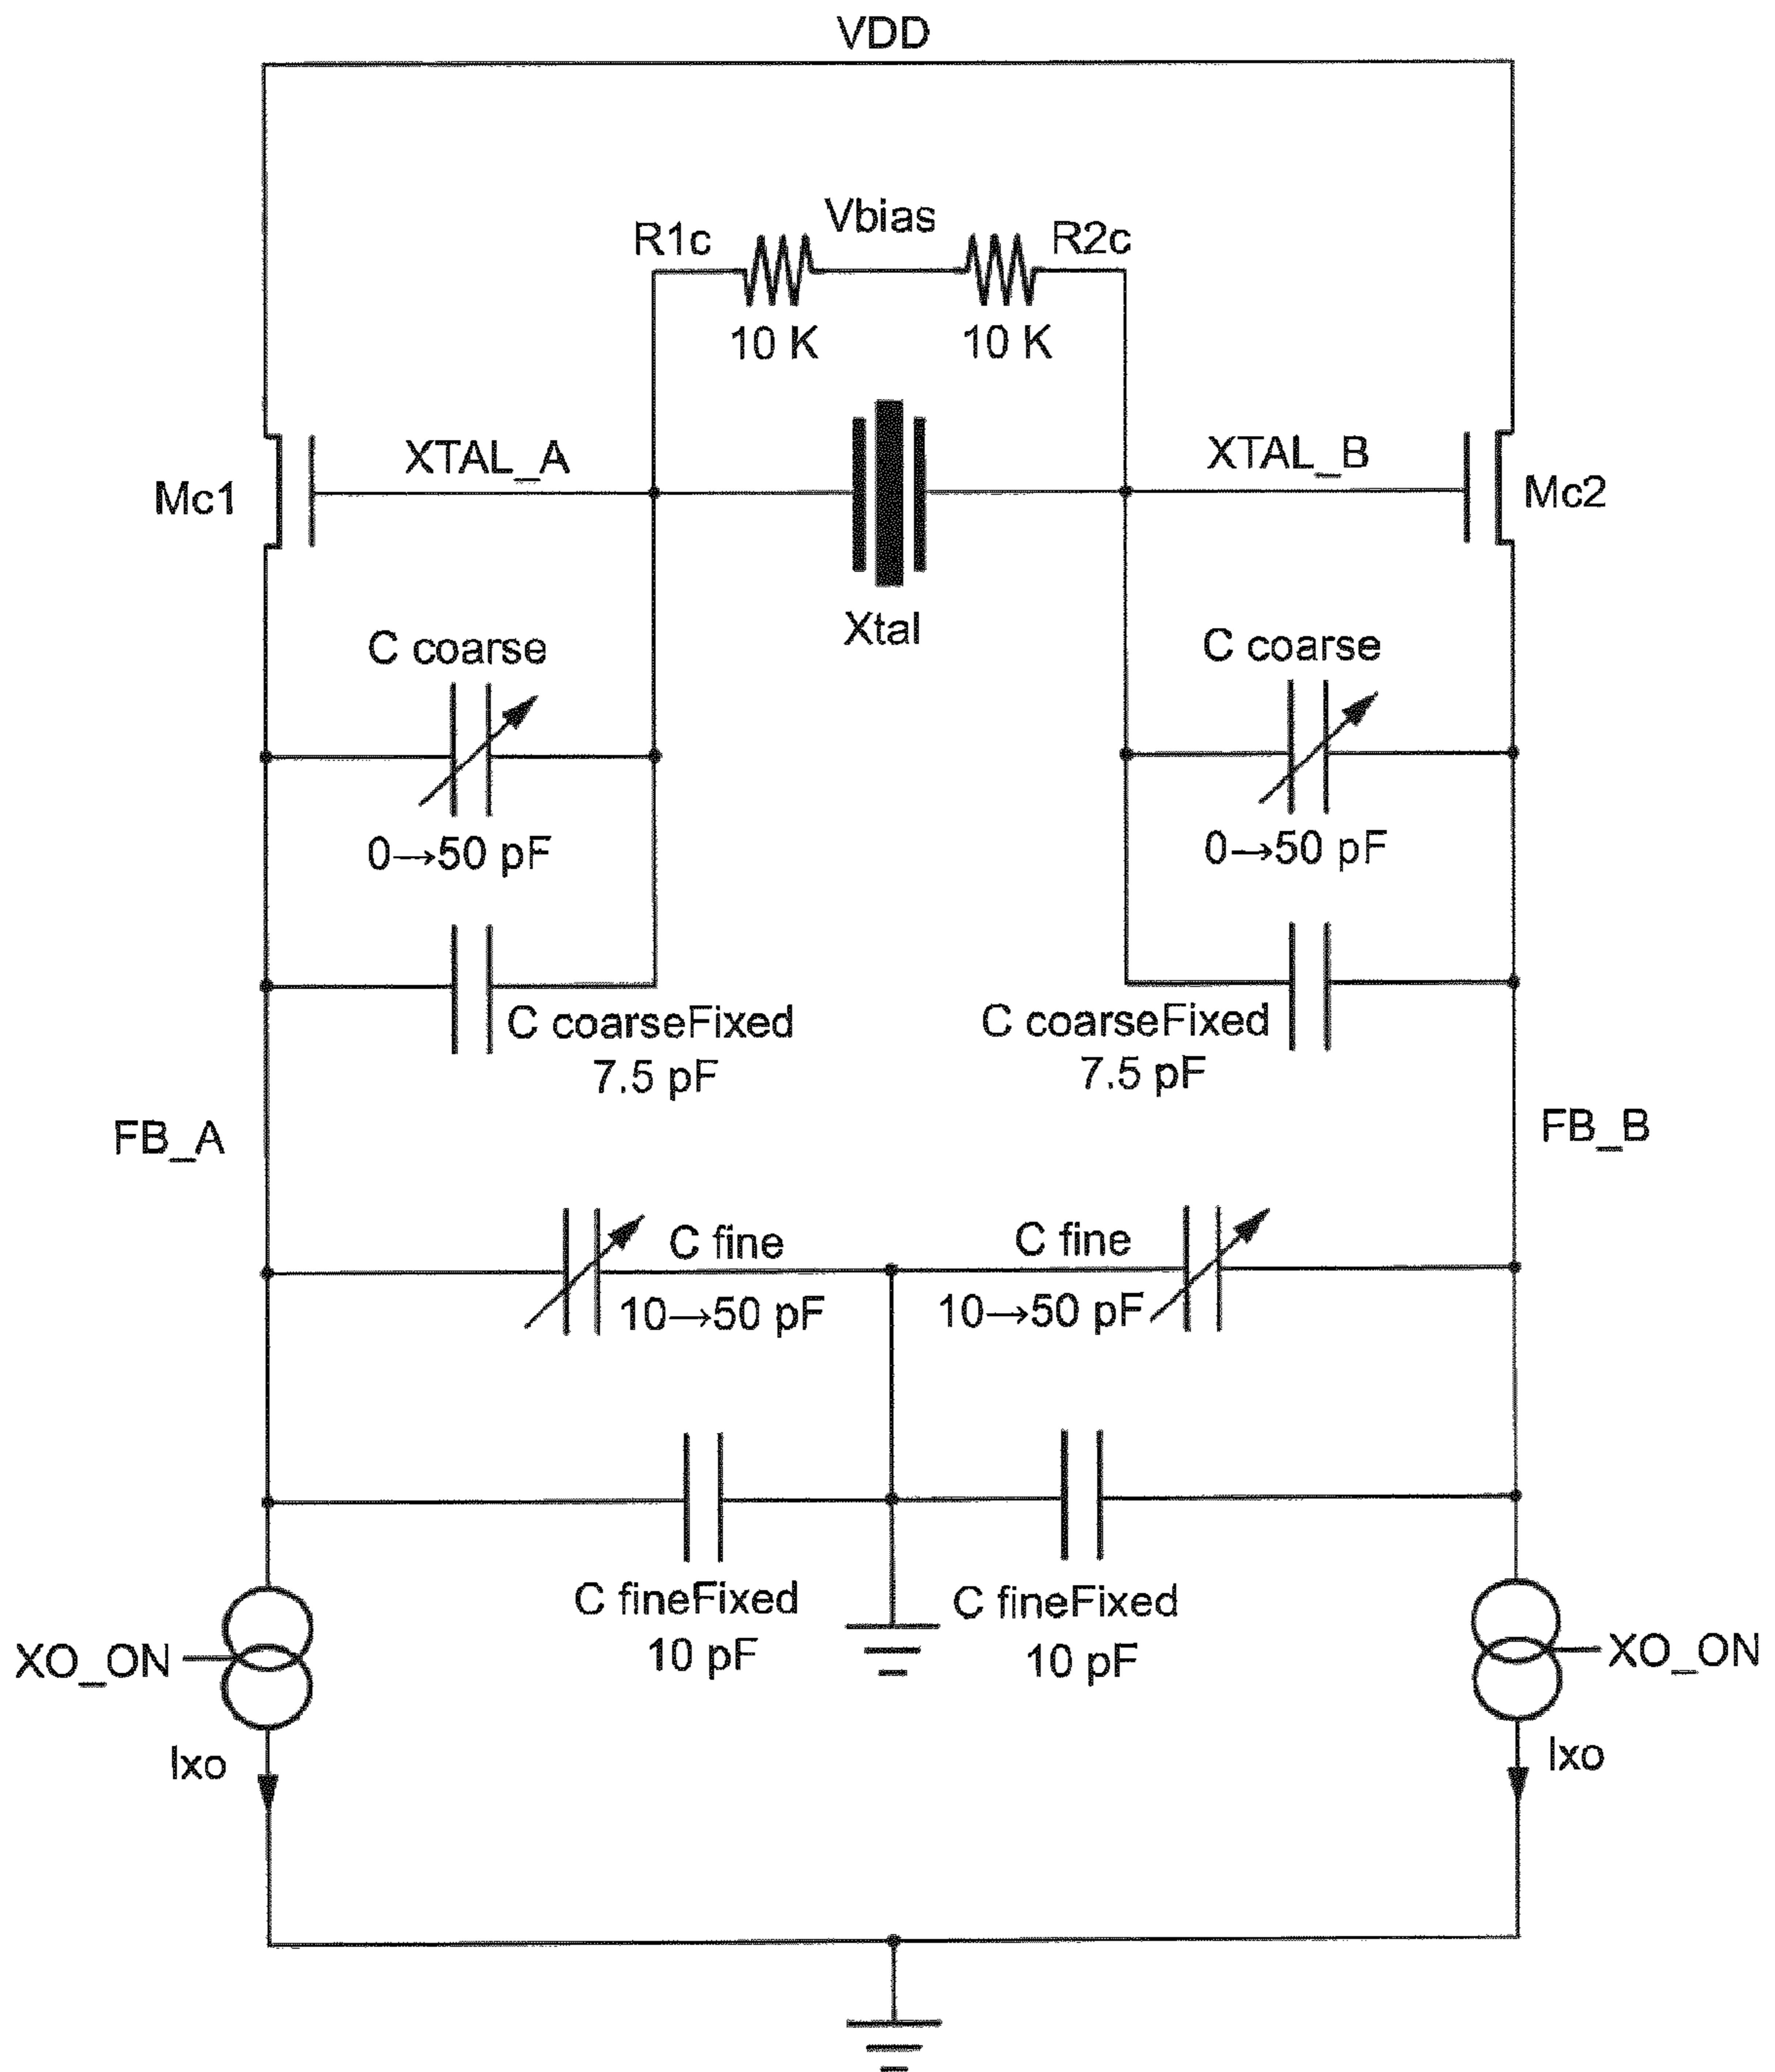 VDD
Vbias
R1c
R2c
10 K
10 K
XTAL_A
XTAL_B
Mc1
Mc2
Xtal
C coarse
C coarse
0→50 pF
0→50 pF
C coarseFixed
7.5 pF
C coarseFixed
7.5 pF
FB_A
FB_B
C fine
C fine
10→50 pF
10→50 pF
C fineFixed
10 pF
C fineFixed
10 pF
XO_ON
XO_ON
Ixo
Ixo